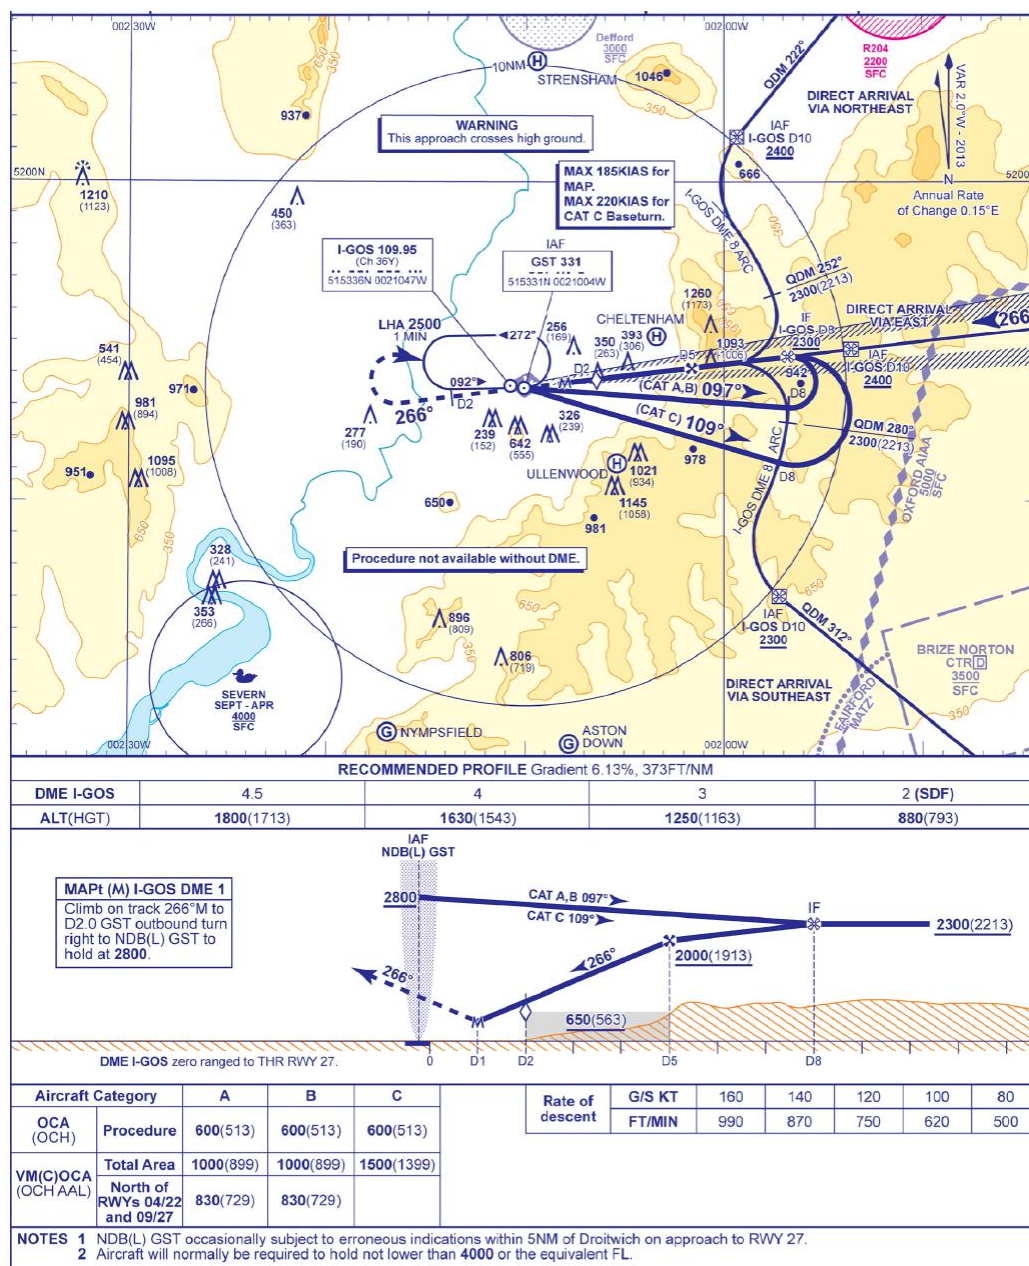 002 30W
002 00W
Defford
3000
SFC
R204
2200
SFC
10NM
H
STRENSHAM
1046
QDM 222°
DIRECT ARRIVAL
VIA NORTHEAST
VAR 2.0°W - 2013
N
Annual Rate
of Change 0.15°E
650
350
937
WARNING
This approach crosses high ground.
350
IAF
I-GOS D10
2400
666
5200N
5200
1210
(1123)
450
(363)
MAX 185KIAS for
MAP.
MAX 220KIAS for
CAT C Baseturn.
I-GOS DME 8 ARC
350
I-GOS 109.95
(Ch 36Y)
515336N 0021047W
IAF
GST 331
515331N 0021004W
QDM 252°
2300(2213)
1260
(1173)
CHELTENHAM
H
IF
I-GOS D8
2300
DIRECT ARRIVAL
VIA EAST
266
LHA 2500
1 MIN
272°
256
(169)
350
(263)
393
(306)
1093
(1006)
D5
D2
M
IAF
I-GOS D10
2400
942
541
(454)
971
981
(894)
092°
D2
266°
(CAT A,B) 097°
(CAT C) 109°
D8
QDM 280°
2300(2213)
277
(190)
239
(152)
642
(555)
326
(239)
978
951
1095
(1008)
ULLENWOOD
H
1021
(934)
1145
(1058)
981
D8
I-GOS DME 8 ARC
OXFORD AIAA
5000
SFC
650
350
650
Procedure not available without DME.
328
(241)
353
(266)
650
896
(809)
350
806
(719)
650
IAF
I-GOS D10
2300
QDM 312°
DIRECT ARRIVAL
VIA SOUTHEAST
BRIZE NORTON
CTR D
3500
SFC
FAIRFORD
MATZ
350
SEVERN
SEPT - APR
4000
SFC
G NYMPSFIELD
G ASTON
DOWN
002 30W
002 00W
RECOMMENDED PROFILE Gradient 6.13%, 373FT/NM
DME I-GOS 4.5 4 3 2 (SDF)
ALT(HGT) 1800(1713) 1630(1543) 1250(1163) 880(793)
IAF
NDB(L) GST
MAPt (M) I-GOS DME 1
Climb on track 266°M to
D2.0 GST outbound turn
right to NDB(L) GST to
hold at 2800.
2800
CAT A,B 097°
CAT C 109°
IF
2300(2213)
266°
2000(1913)
266°
M
650(563)
DME I-GOS zero ranged to THR RWY 27.
0 D1 D2 D5 D8
Aircraft Category A B C
OCA
(OCH)
Procedure 600(513) 600(513) 600(513)
VM(C)OCA
(OCH AAL)
Total Area 1000(899) 1000(899) 1500(1399)
North of
RWYs 04/22
and 09/27
830(729) 830(729)
Rate of
descent
G/S KT 160 140 120 100 80
FT/MIN 990 870 750 620 500
NOTES 1 NDB(L) GST occasionally subject to erroneous indications within 5NM of Droitwich on approach to RWY 27.
2 Aircraft will normally be required to hold not lower than 4000 or the equivalent FL.